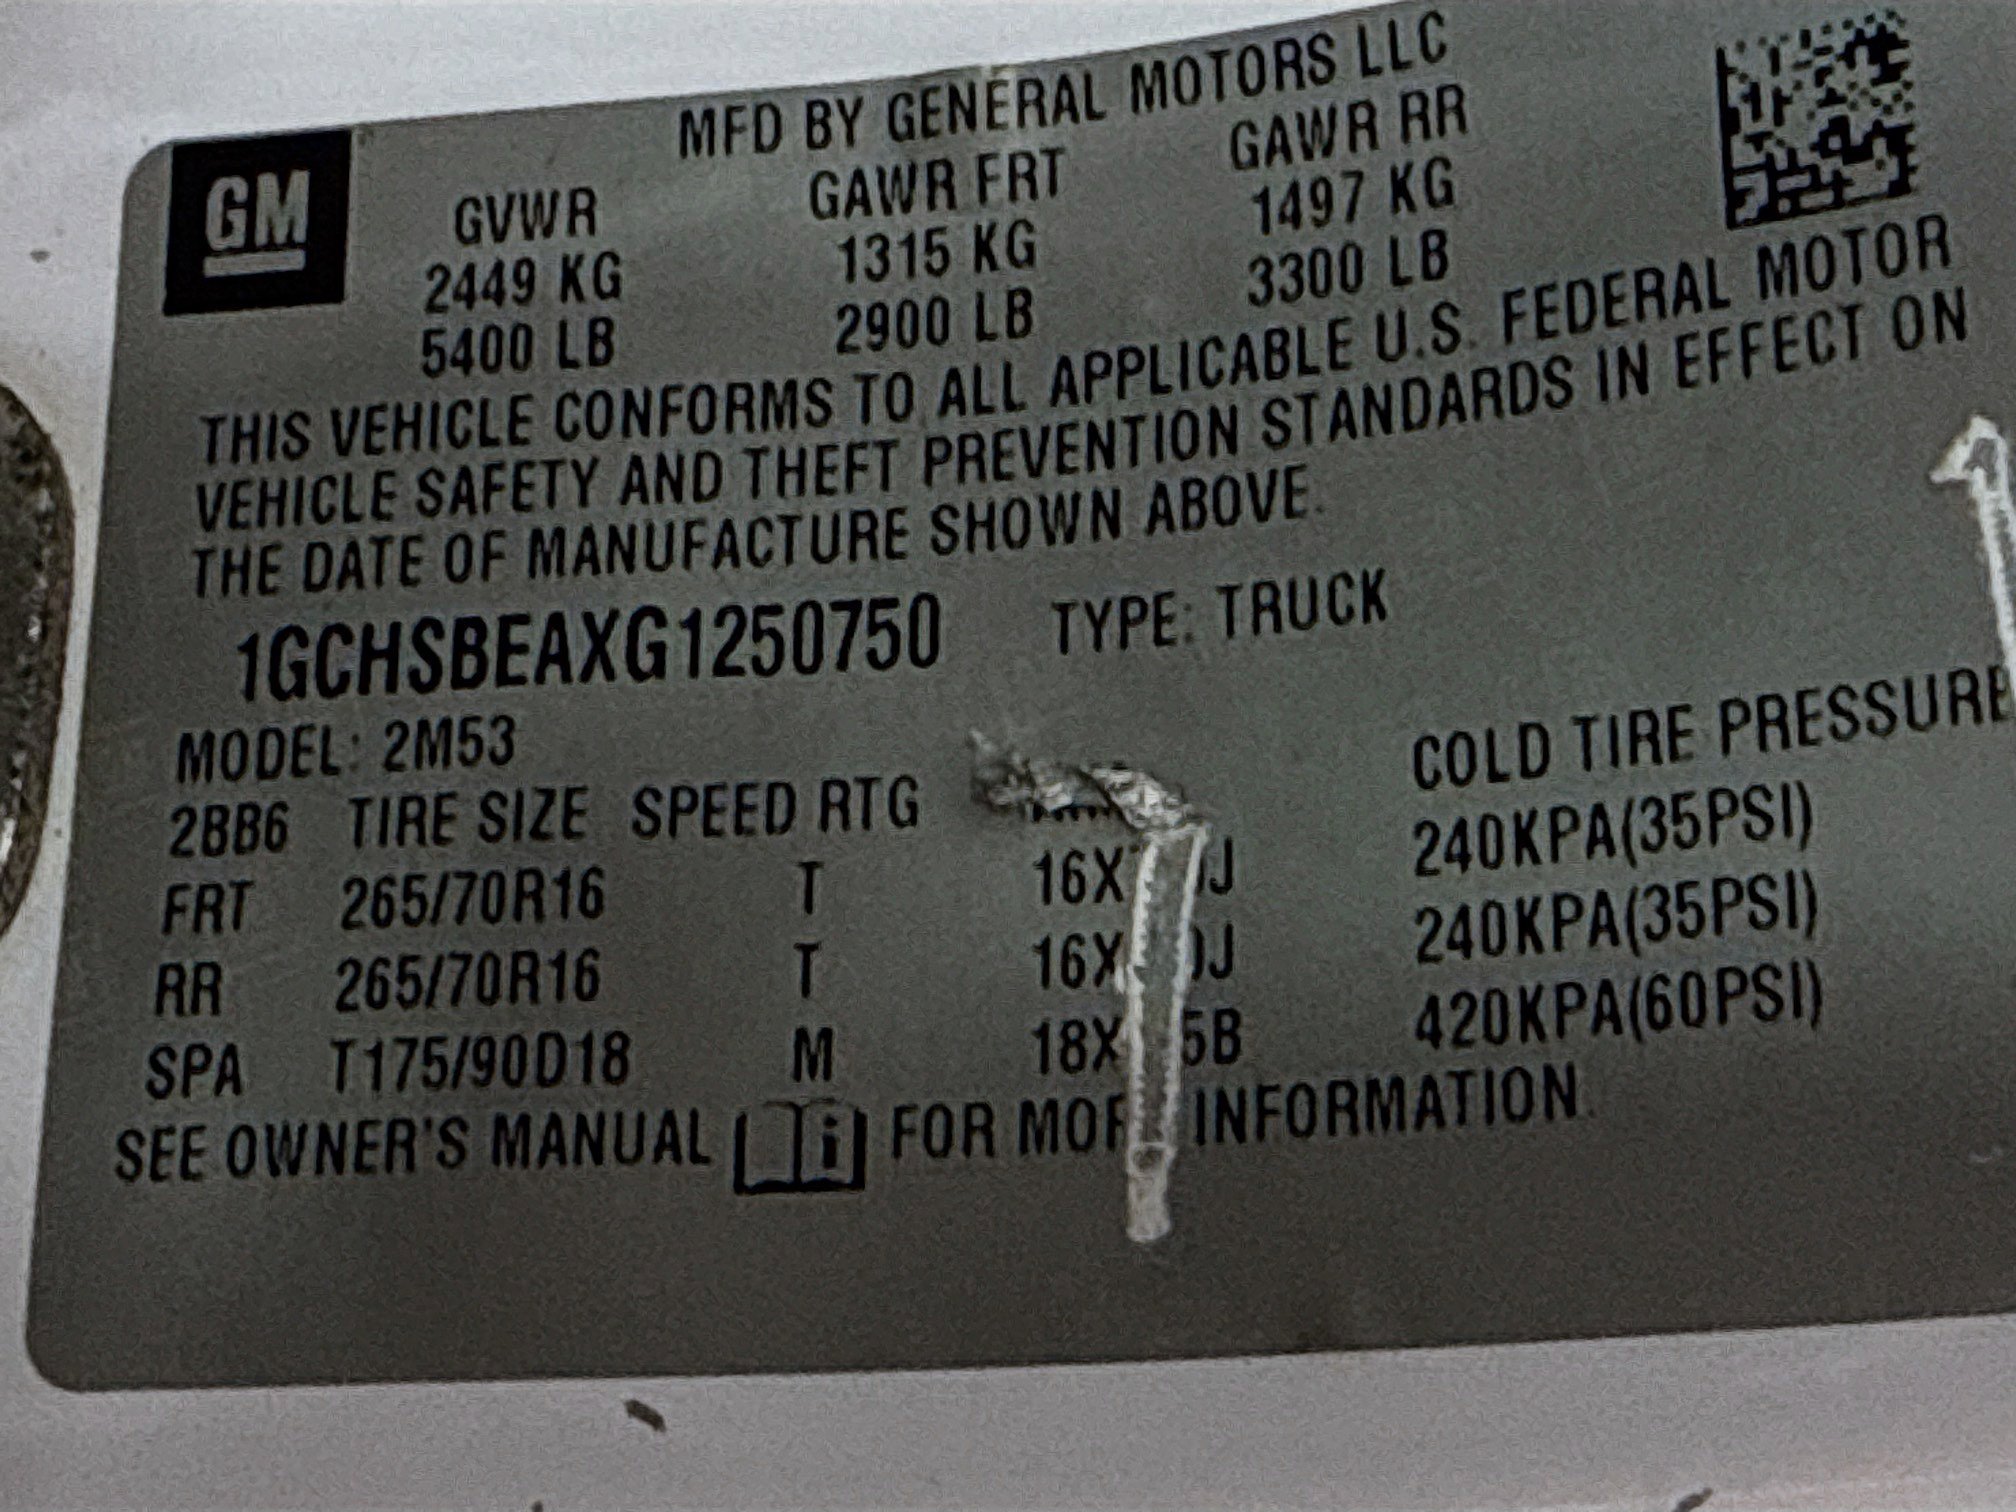 MFD BY GENERAL MOTORS LLC
GM
GVWR GAWR FRT GAWR RR
2449 KG 1315 KG 1497 KG
5400 LB 2900 LB 3300 LB
THIS VEHICLE CONFORMS TO ALL APPLICABLE U.S. FEDERAL MOTOR
VEHICLE SAFETY AND THEFT PREVENTION STANDARDS IN EFFECT ON
THE DATE OF MANUFACTURE SHOWN ABOVE.
1GCHSBEAXG1250750 TYPE: TRUCK
MODEL: 2M53
2BB6 TIRE SIZE SPEED RTG COLD TIRE PRESSURE
FRT 265/70R16 T 240KPA(35PSI)
RR 265/70R16 T 240KPA(35PSI)
SPA T175/90D18 M 420KPA(60PSI)
SEE OWNER'S MANUAL FOR INFORMATION.